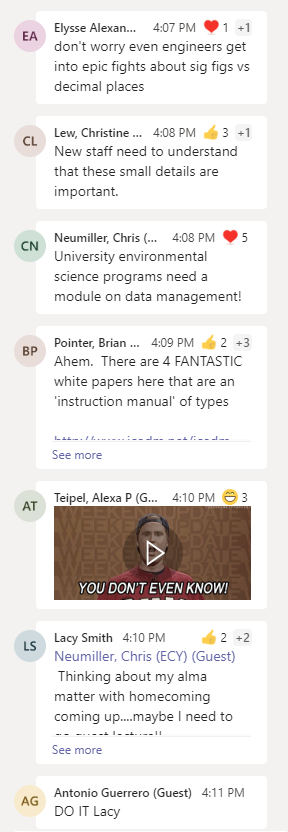 EA
Elysse Alexan... 4:07 PM 1 +1
don't worry even engineers get
into epic fights about sig figs vs
decimal places
CL
Lew, Christine ... 4:08 PM 3 +1
New staff need to understand
that these small details are
important.
CN
Neumiller, Chris (... 4:08 PM 5
University environmental
science programs need a
module on data management!
BP
Pointer, Brian ... 4:09 PM 2 +3
Ahem.  There are 4 FANTASTIC
white papers here that are an
'instruction manual' of types
See more
AT
Teipel, Alexa P (G... 4:10 PM 3
WEEKEND UPDATE
YOU DON'T EVEN KNOW!
LS
Lacy Smith 4:10 PM 2 +2
Neumiller, Chris (ECY) (Guest)
Thinking about my alma
matter with homecoming
coming up....maybe I need to
go guest lecture!!
See more
AG
Antonio Guerrero (Guest) 4:11 PM
DO IT Lacy